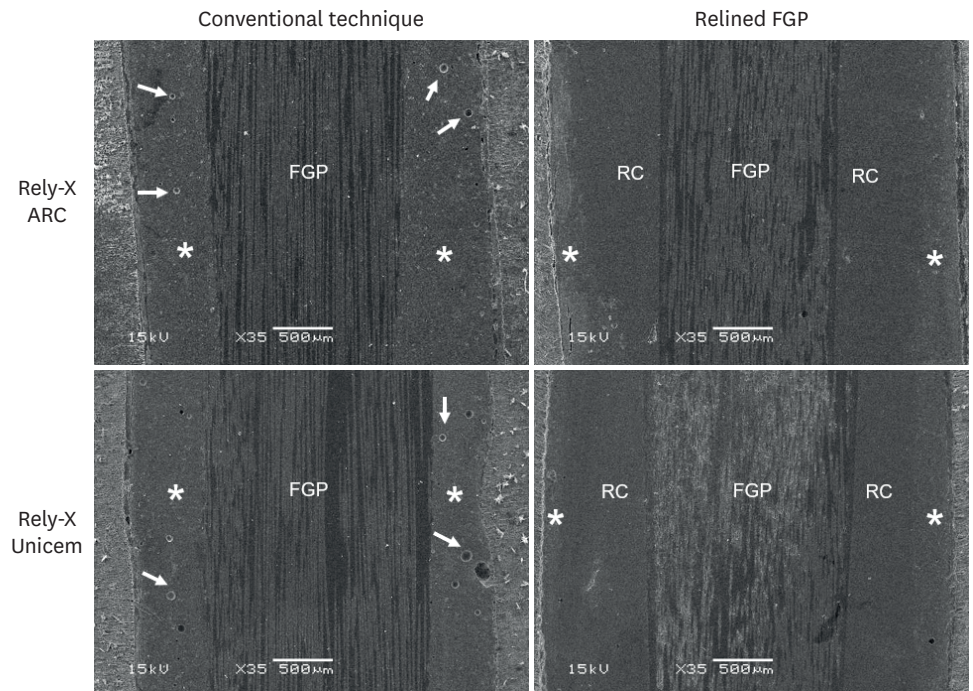 Conventional technique
Relined FGP
Rely-X
ARC
FGP
*
*
15kV X35 500μm
RC
FGP
RC
*
*
15kV X35 500μm
Rely-X
Unicem
FGP
*
*
15kV X35 500μm
RC
FGP
RC
*
*
15kV X35 500μm